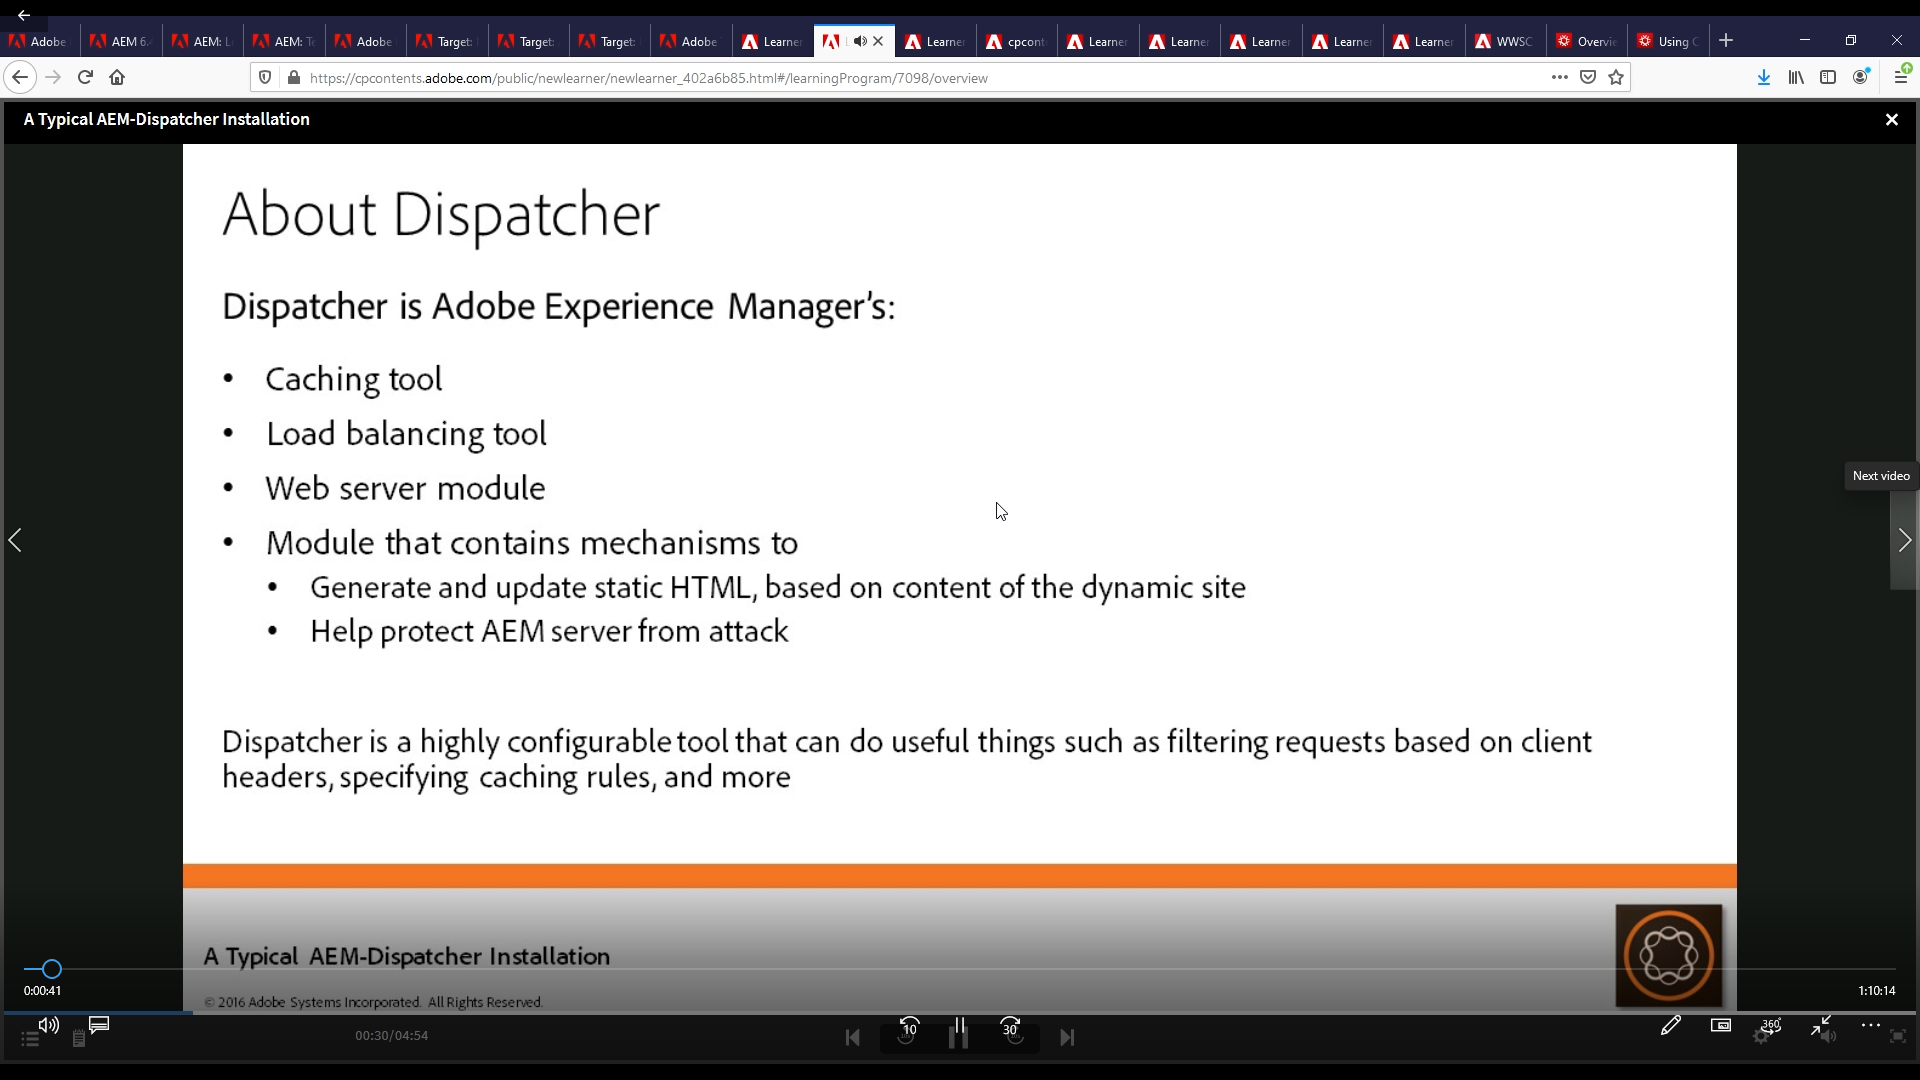 Adobe
AEM 6.
AEM: L
AEM: Te
Adobe
Target:
Target:
Target:
Adobe
Learner
Learner
cpcont
Learner
Learner
Learner
Learner
Learner
WWSC
Overvie
Using C
https://cpcontents.adobe.com/public/newlearner/newlearner_402a6b85.html#/learningProgram/7098/overview
A Typical AEM-Dispatcher Installation
About Dispatcher
Dispatcher is Adobe Experience Manager's:
• Caching tool
• Load balancing tool
• Web server module
• Module that contains mechanisms to
• Generate and update static HTML, based on content of the dynamic site
• Help protect AEM server from attack
Next video
Dispatcher is a highly configurable tool that can do useful things such as filtering requests based on client
headers, specifying caching rules, and more
A Typical AEM-Dispatcher Installation
0:00:41
1:10:14
© 2016 Adobe Systems Incorporated. All Rights Reserved.
00:30/04:54
10
30
360